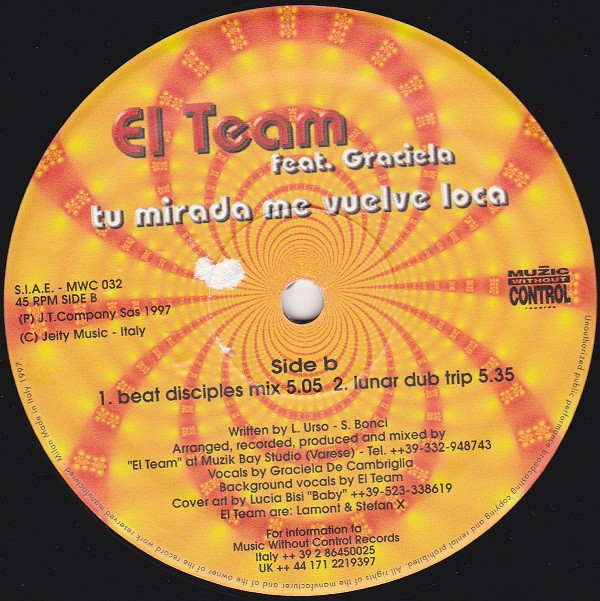 El Team
feat. Graciela
tu mirada me vuelve loca
S.I.A.E. - MWC 032
45 RPM SIDE B
(P) J.T.Company Sas 1997
(C) Jeity Music - Italy
MUZIC
WITHOUT
CONTROL
records
Side b
1. beat disciples mix 5.05 2. lunar dub trip 5.35
Written by L. Urso - S. Bonci
Arranged, recorded, produced and mixed by
"El Team" at Muzik Bay Studio (Varese) - Tel. ++39-332-948743
Vocals by Graciela De Cambriglia
Background vocals by El Team
Cover art by Lucia Bisi "Baby" ++39-523-338619
El Team are: Lamont & Stefan X
For information to
Music Without Control Records
Italy ++ 39 2 86450025
UK ++ 44 171 2219397
Unauthorized public performance broadcasting copying and rental prohibited. All rights of the manufacturer and of the owner of the record work reserved manufactured Milan Made in Italy 1997